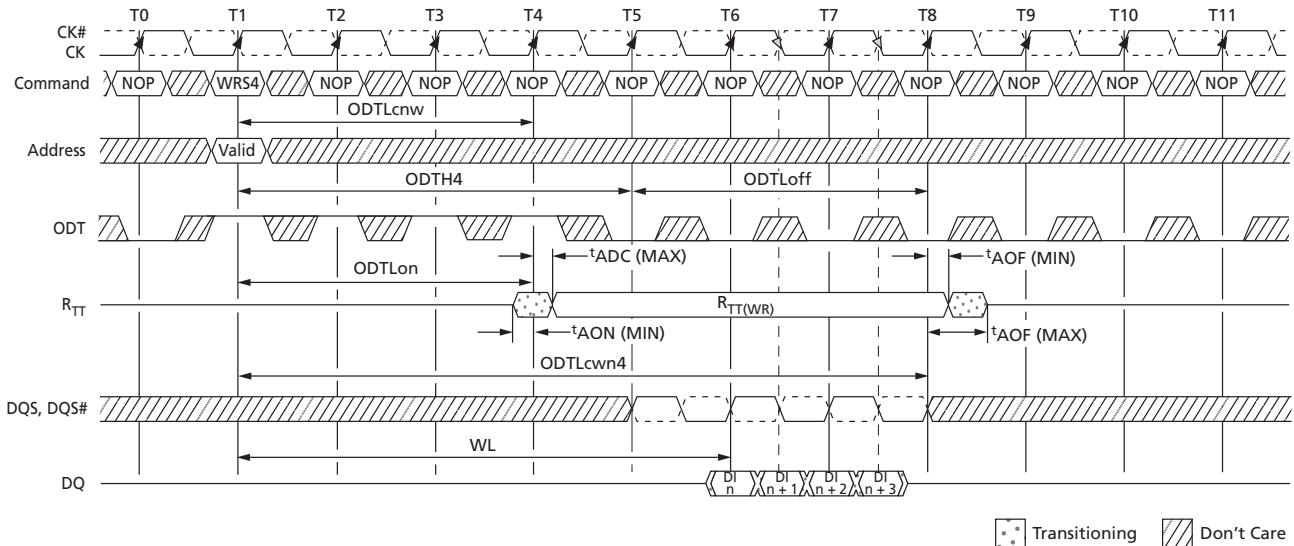 T0 T1 T2 T3 T4 T5 T6 T7 T8 T9 T10 T11
CK#
CK
Command NOP WRS4 NOP NOP NOP NOP NOP NOP NOP NOP NOP NOP
ODTLcnw
Address Valid
ODTH4 ODTLoff
ODT
tADC (MAX) tAOF (MIN)
ODTLon
RTT RTT(WR)
tAON (MIN) tAOF (MAX)
ODTLcwn4
DQS, DQS#
WL
DQ DI n DI n + 1 DI n + 2 DI n + 3
Transitioning Don't Care